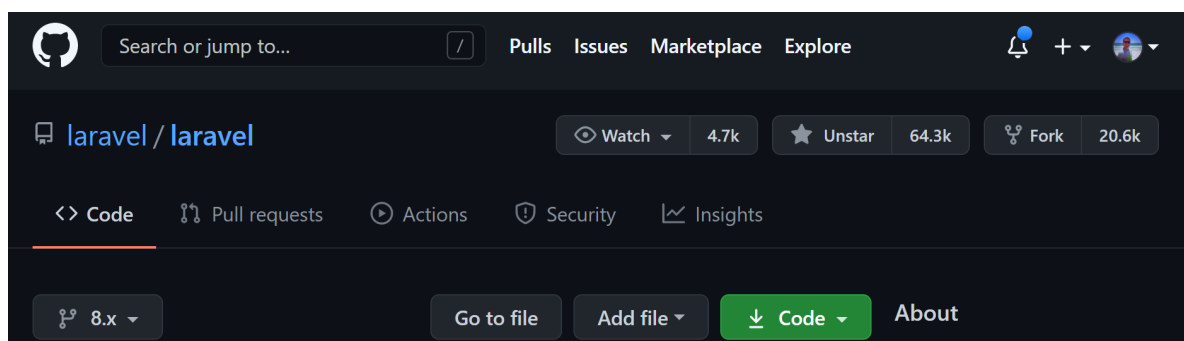 Search or jump to... / Pulls Issues Marketplace Explore
laravel / laravel Watch 4.7k Unstar 64.3k Fork 20.6k
<> Code Pull requests Actions Security Insights
8.x Go to file Add file Code About